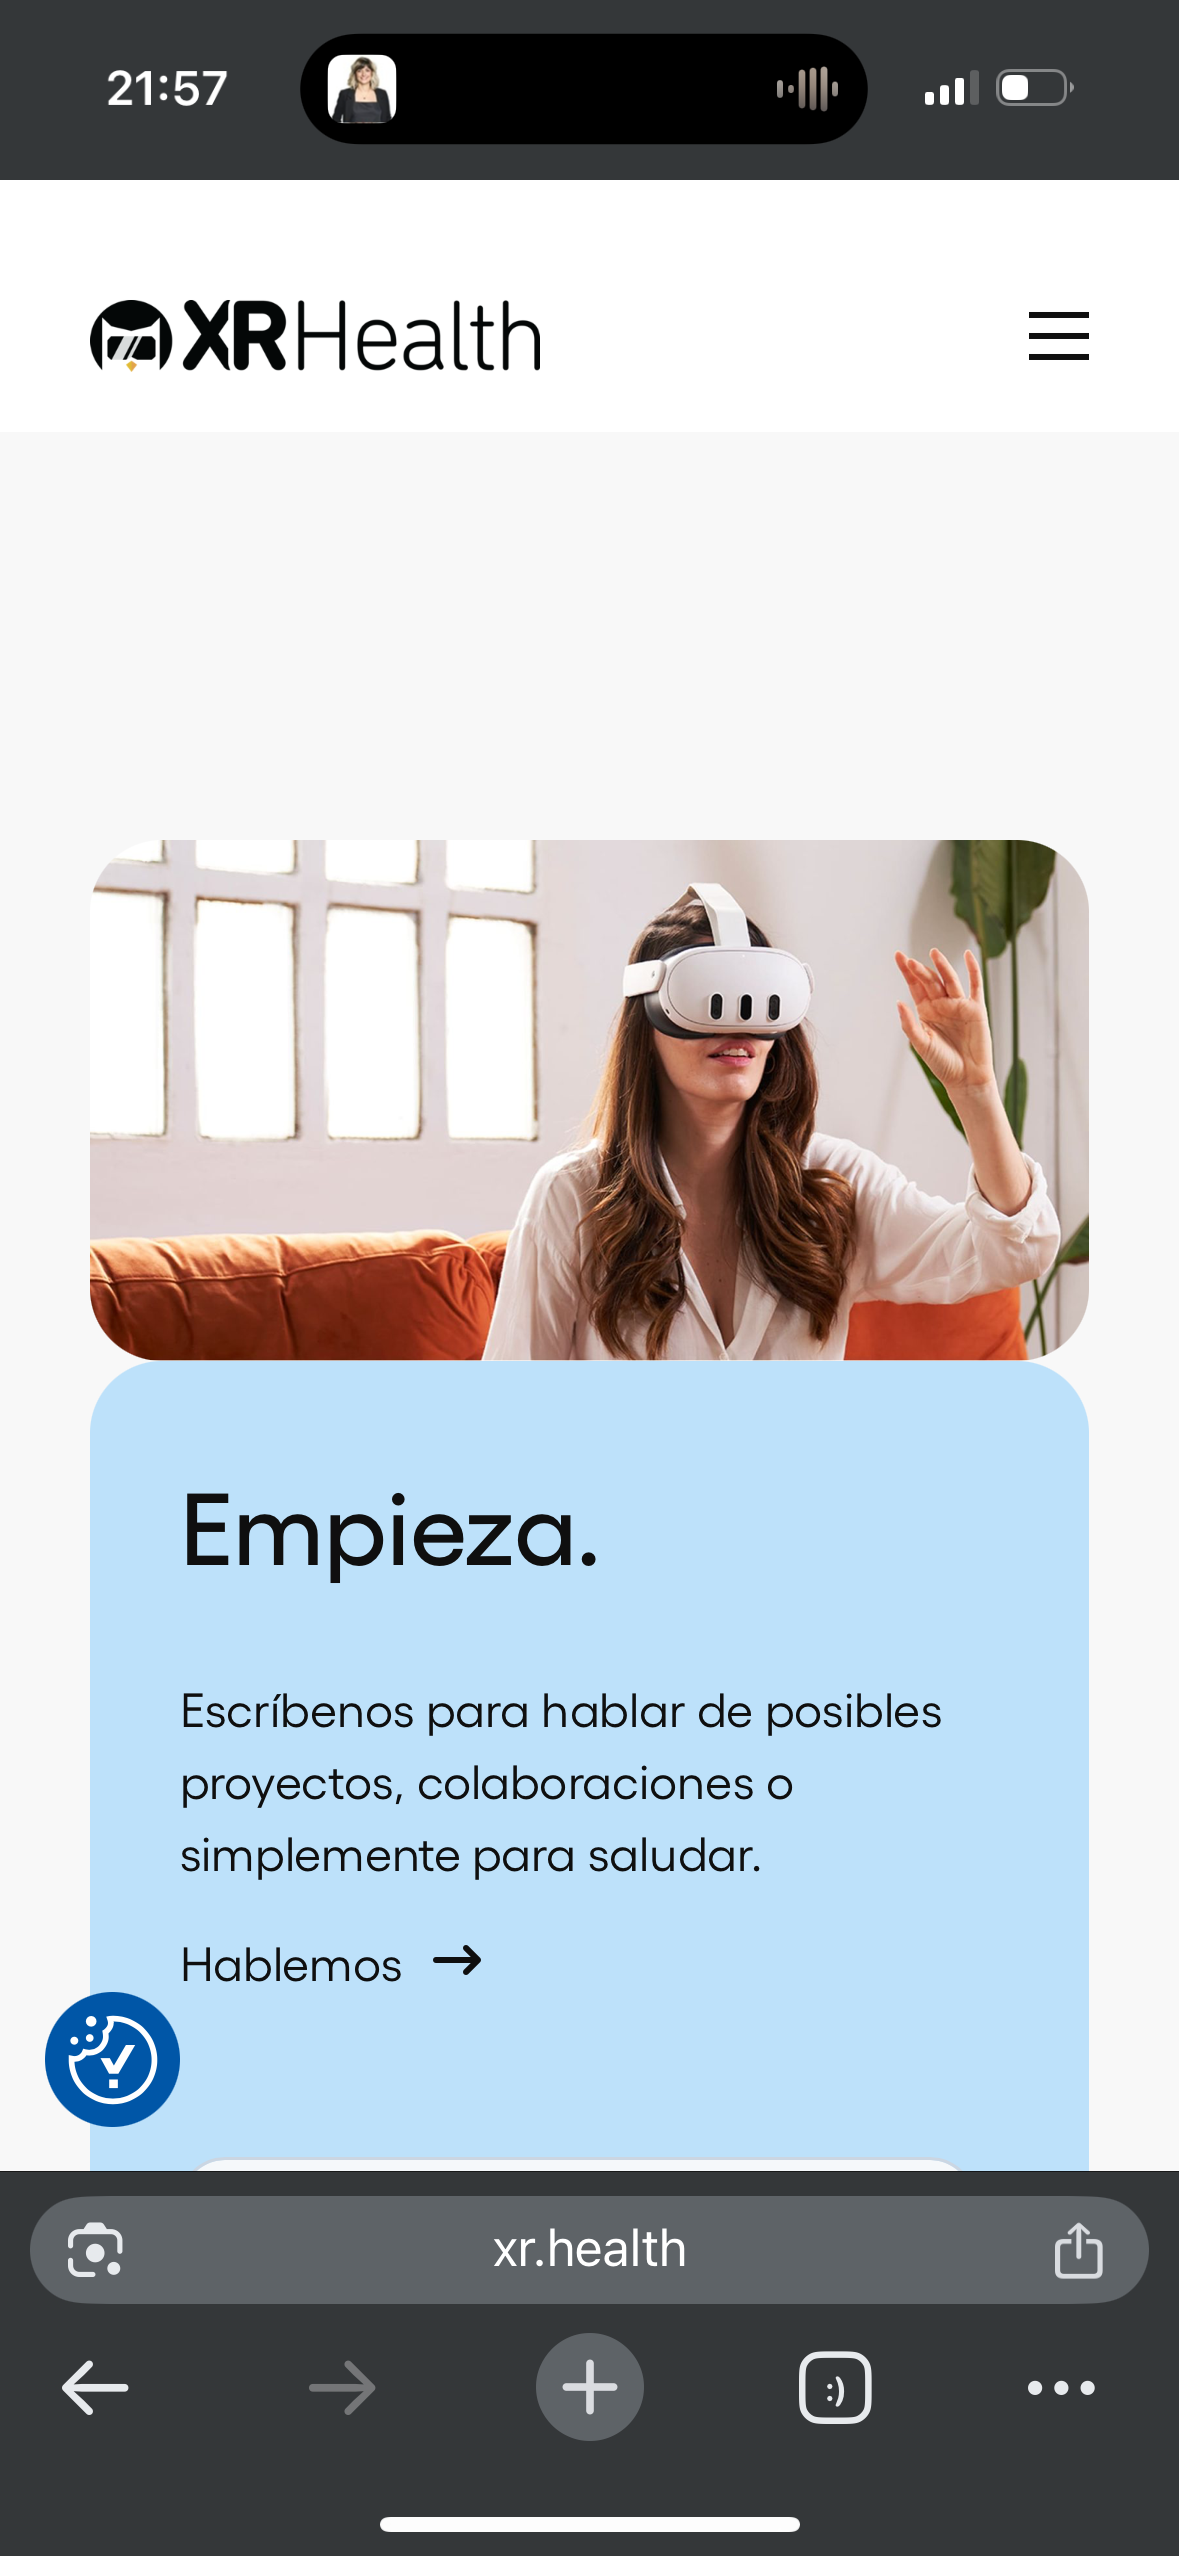 21:57
XRHealth
Empieza.
Escríbenos para hablar de posibles
proyectos, colaboraciones o
simplemente para saludar.
Hablemos →
xr.health
:)